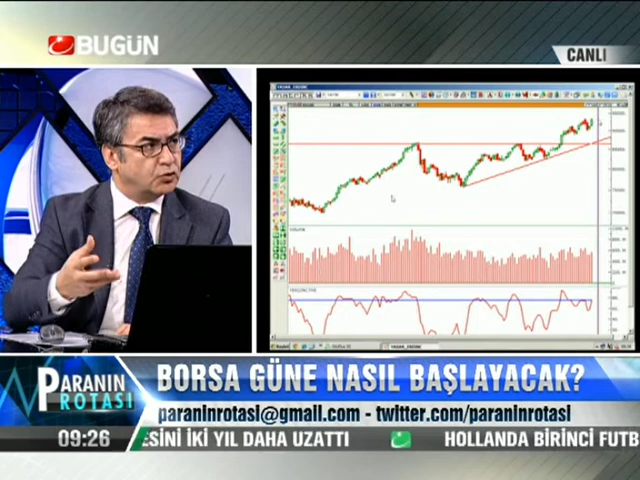 BUGÜN
CANLI
YASAR_ERDINC
PARANIN
ROTASI
BORSA GÜNE NASIL BAŞLAYACAK?
paraninrotasi@gmail.com - twitter.com/paraninrotasi
09:26
ESİNİ İKİ YIL DAHA UZATTI
HOLLANDA BİRİNCİ FUTB